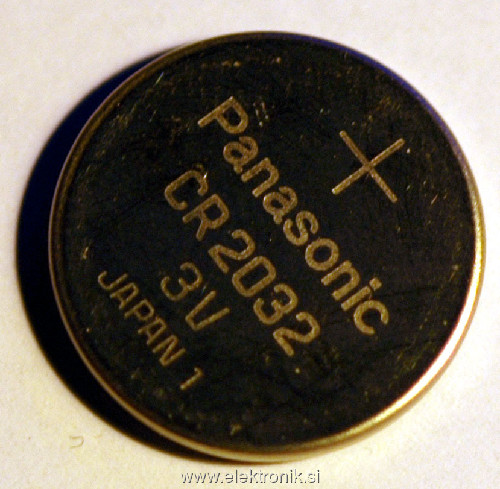 +
Panasonic
CR2032
3V
JAPAN 1
www.elektronik.si